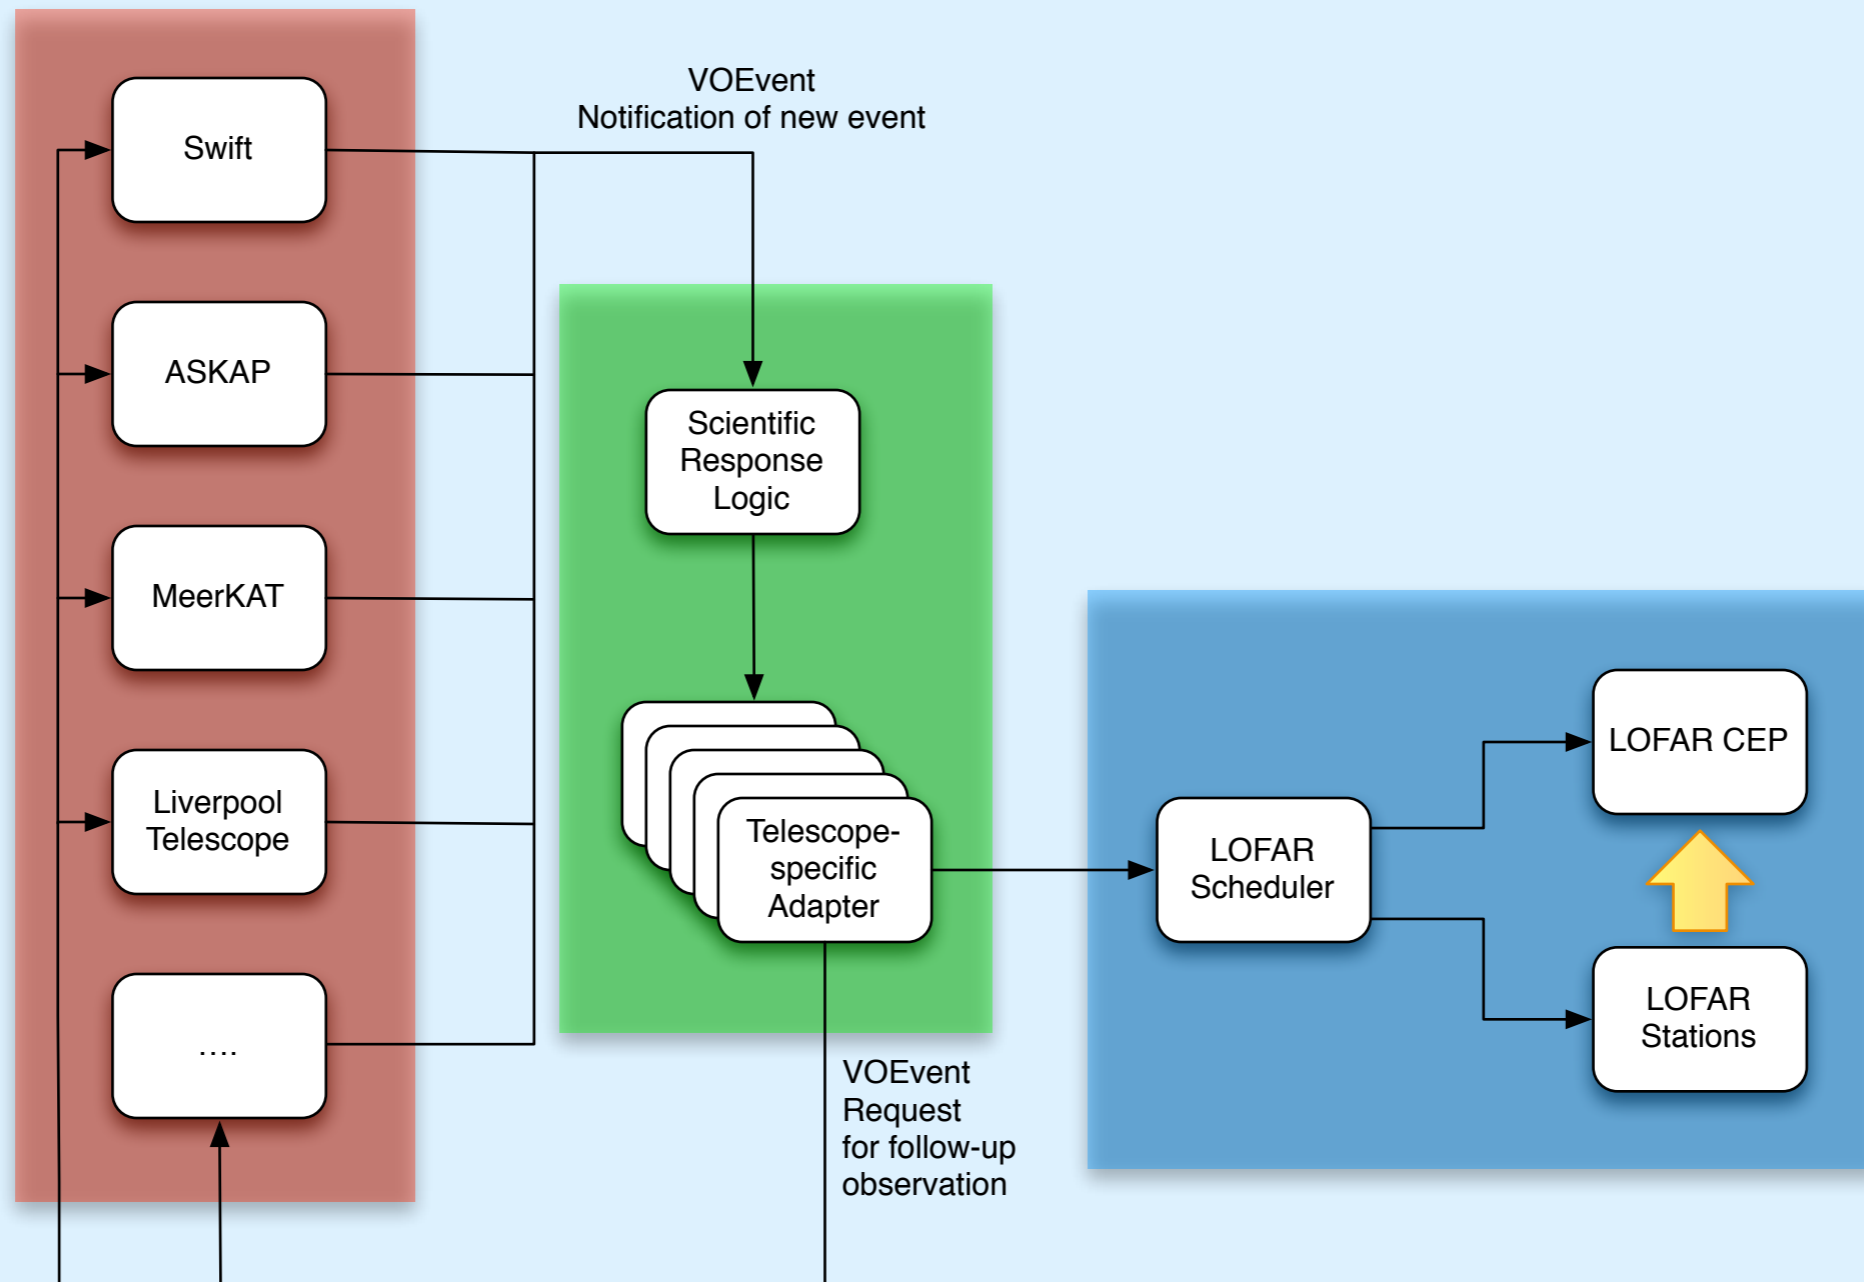 VOEvent
Notification of new event
Swift
ASKAP
MeerKAT
Liverpool
Telescope
....
Scientific
Response
Logic
Telescope-
specific
Adapter
VOEvent
Request
for follow-up
observation
LOFAR
Scheduler
LOFAR CEP
LOFAR
Stations